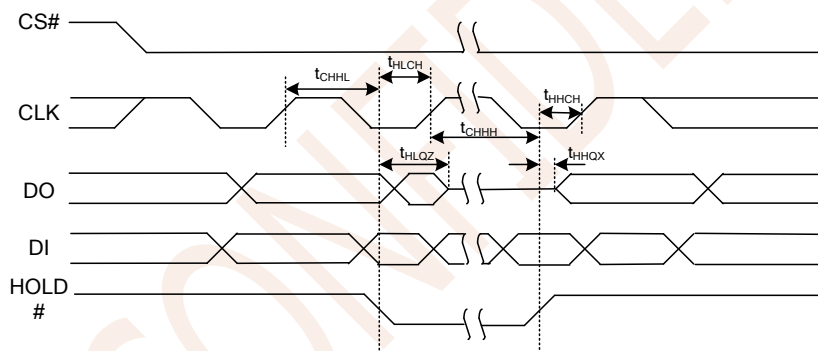 CS#
tCHHL
tHLCH
tHHCH
CLK
tCHHH
tHLQZ
tHHQX
DO
DI
HOLD
#